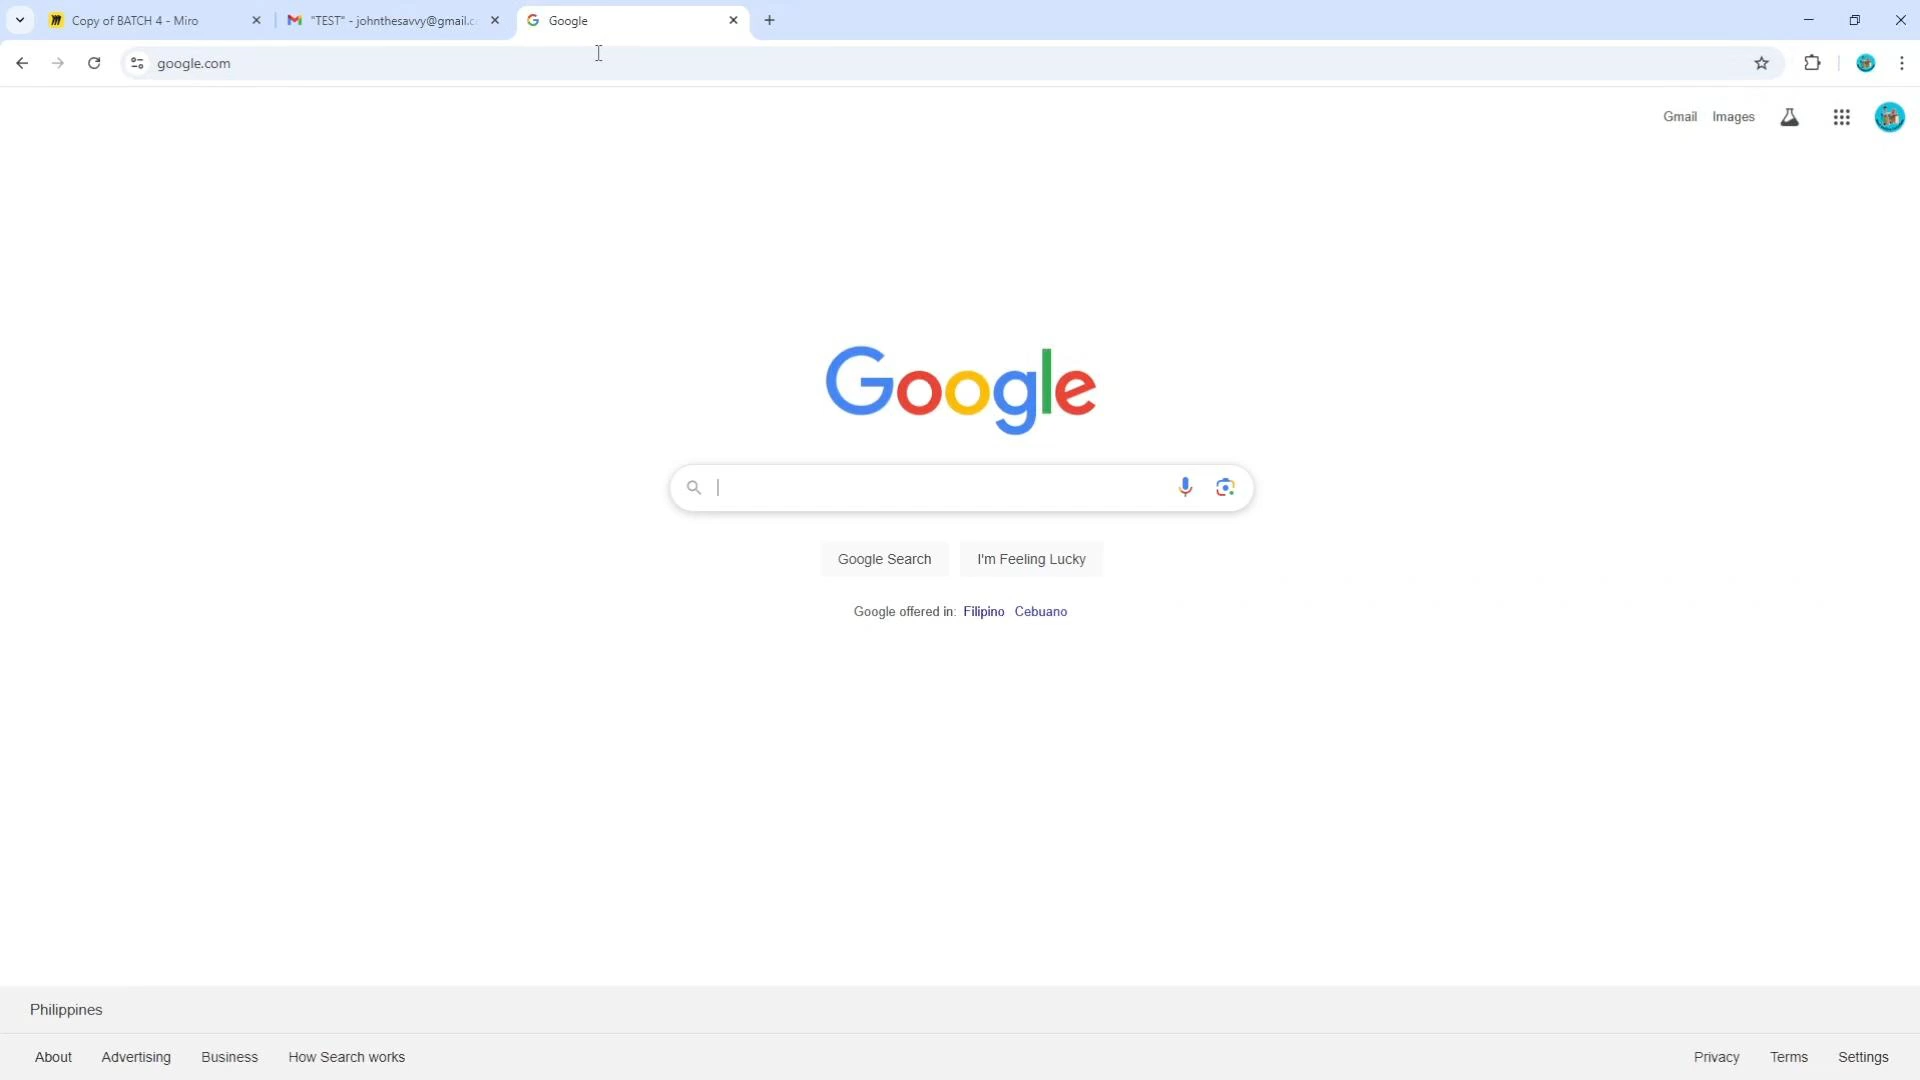 Copy of BATCH 4 - Miro
"TEST" - johnthesavvy@gmail.c
Google
google.com
Gmail Images
Google
Google Search I'm Feeling Lucky
Google offered in: Filipino Cebuano
Philippines
About Advertising Business How Search works Privacy Terms Settings